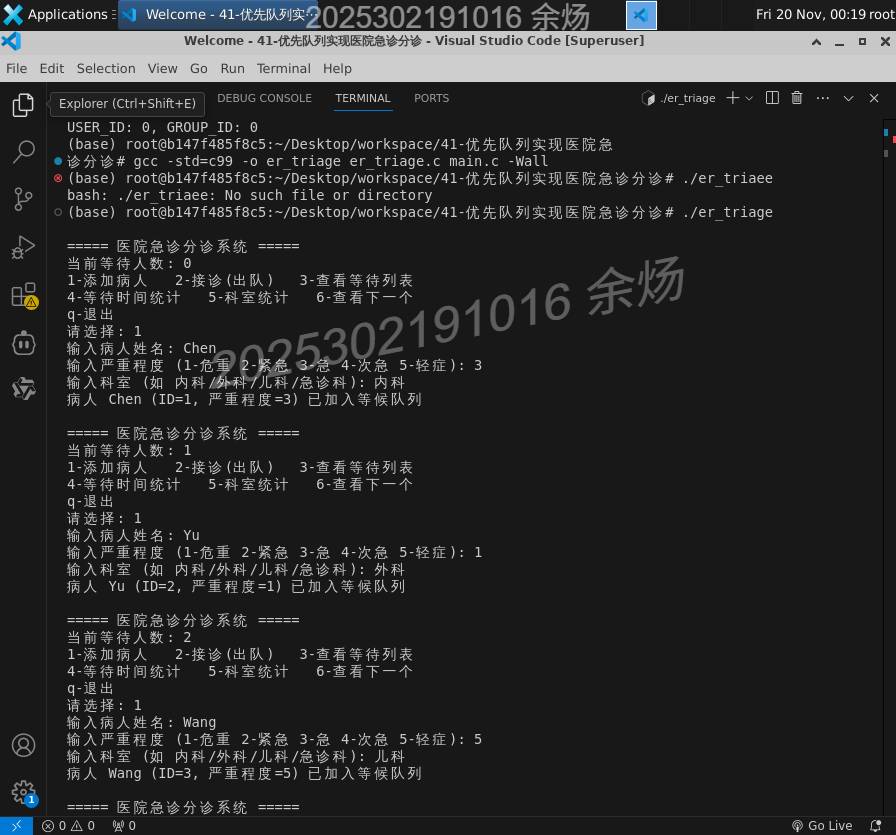 Applications
Welcome - 41-优先队列实···
2025302191016 余炀
Fri 20 Nov, 00:19 root
Welcome - 41-优先队列实现医院急诊分诊 - Visual Studio Code [Superuser]
File Edit Selection View Go Run Terminal Help
Explorer (Ctrl+Shift+E)
DEBUG CONSOLE TERMINAL PORTS
./er_triage
USER_ID: 0, GROUP_ID: 0
(base) root@b147f485f8c5:~/Desktop/workspace/41-优先队列实现医院急
诊分诊# gcc -std=c99 -o er_triage er_triage.c main.c -Wall
(base) root@b147f485f8c5:~/Desktop/workspace/41-优先队列实现医院急诊分诊# ./er_triaee
bash: ./er_triaee: No such file or directory
(base) root@b147f485f8c5:~/Desktop/workspace/41-优先队列实现医院急诊分诊# ./er_triage
===== 医院急诊分诊系统 =====
当前等待人数: 0
1-添加病人 2-接诊(出队) 3-查看等待列表
4-等待时间统计 5-科室统计 6-查看下一个
q-退出
请选择: 1
输入病人姓名: Chen
输入严重程度 (1-危重 2-紧急 3-急 4-次急 5-轻症): 3
输入科室 (如 内科/外科/儿科/急诊科): 内科
病人 Chen (ID=1, 严重程度=3) 已加入等候队列
2025302191016 余炀
===== 医院急诊分诊系统 =====
当前等待人数: 1
1-添加病人 2-接诊(出队) 3-查看等待列表
4-等待时间统计 5-科室统计 6-查看下一个
q-退出
请选择: 1
输入病人姓名: Yu
输入严重程度 (1-危重 2-紧急 3-急 4-次急 5-轻症): 1
输入科室 (如 内科/外科/儿科/急诊科): 外科
病人 Yu (ID=2, 严重程度=1) 已加入等候队列
===== 医院急诊分诊系统 =====
当前等待人数: 2
1-添加病人 2-接诊(出队) 3-查看等待列表
4-等待时间统计 5-科室统计 6-查看下一个
q-退出
请选择: 1
输入病人姓名: Wang
输入严重程度 (1-危重 2-紧急 3-急 4-次急 5-轻症): 5
输入科室 (如 内科/外科/儿科/急诊科): 儿科
病人 Wang (ID=3, 严重程度=5) 已加入等候队列
===== 医院急诊分诊系统 =====
1
0 0 0 Go Live